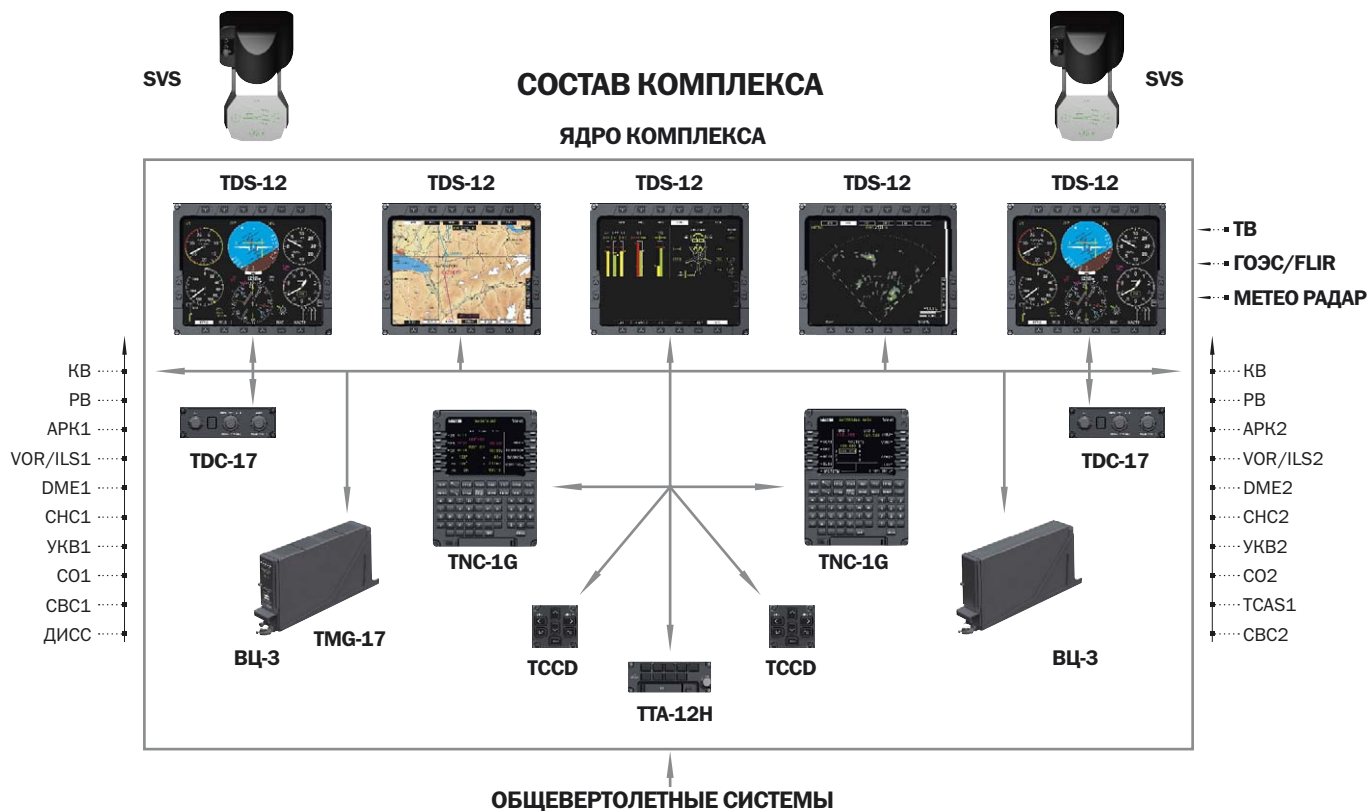 SVS
SVS
СОСТАВ КОМПЛЕКСА
ЯДРО КОМПЛЕКСА
TDS-12
TDS-12
TDS-12
TDS-12
TDS-12
ТВ
ГОЭС/FLIR
МЕТЕО РАДАР
КВ
РВ
АРК1
VOR/ILS1
DME1
СНС1
УКВ1
СО1
СВС1
ДИСС
TDC-17
TNC-1G
TNC-1G
TDC-17
ВЦ-3
TMG-17
TCCD
TCCD
ВЦ-3
TTA-12H
КВ
РВ
АРК2
VOR/ILS2
DME2
СНС2
УКВ2
СО2
TCAS1
СВС2
ОБЩЕВЕРТОЛЕТНЫЕ СИСТЕМЫ